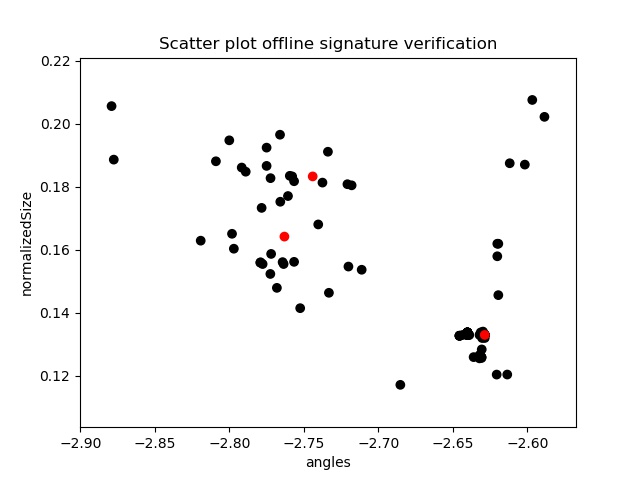 Scatter plot offline signature verification
0.22
0.20
0.18
0.16
0.14
0.12
normalizedSize
−2.90 −2.85 −2.80 −2.75 −2.70 −2.65 −2.60
angles